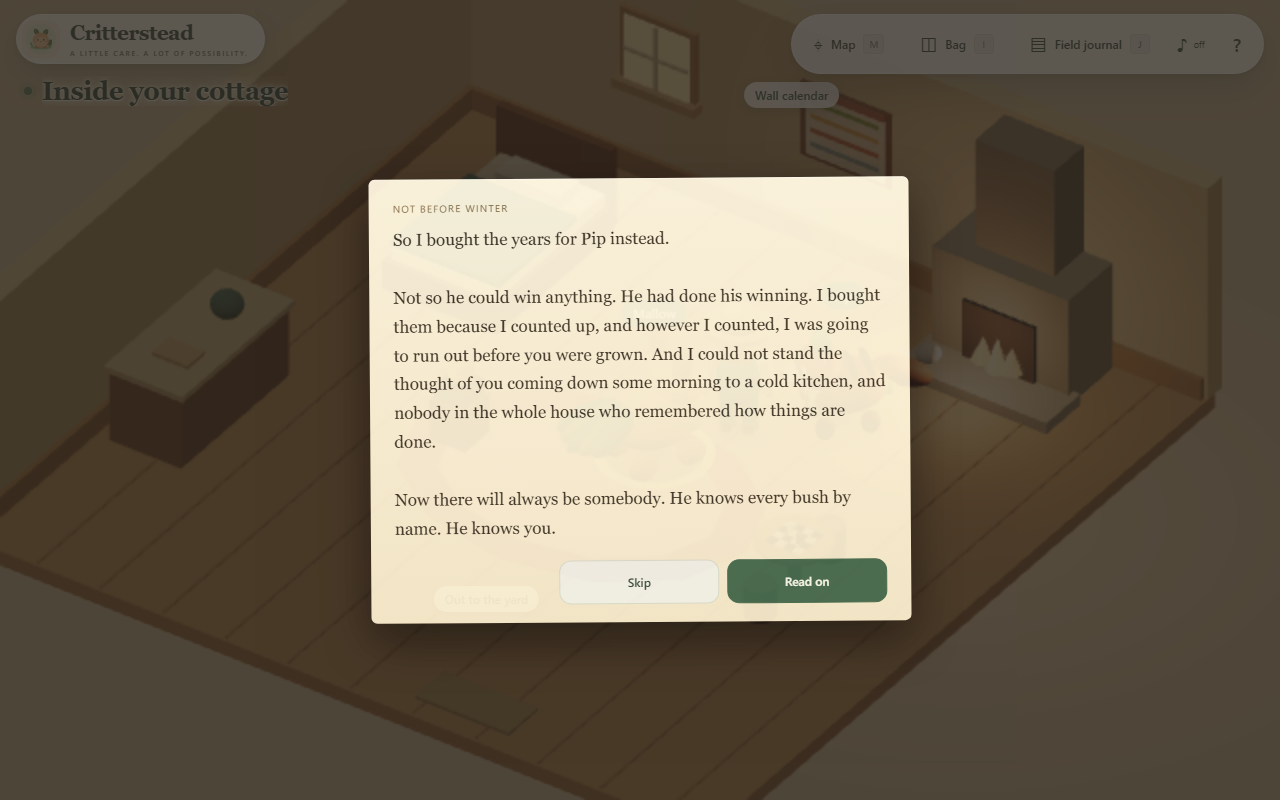 Critterstead
A LITTLE CARE. A LOT OF POSSIBILITY.
Map M
Bag I
Field journal J
off
?
Inside your cottage
Wall calendar
NOT BEFORE WINTER
So I bought the years for Pip instead.
Not so he could win anything. He had done his winning. I bought
them because I counted up, and however I counted, I was going
to run out before you were grown. And I could not stand the
thought of you coming down some morning to a cold kitchen, and
nobody in the whole house who remembered how things are
done.
Now there will always be somebody. He knows every bush by
name. He knows you.
Skip
Read on
Out to the yard